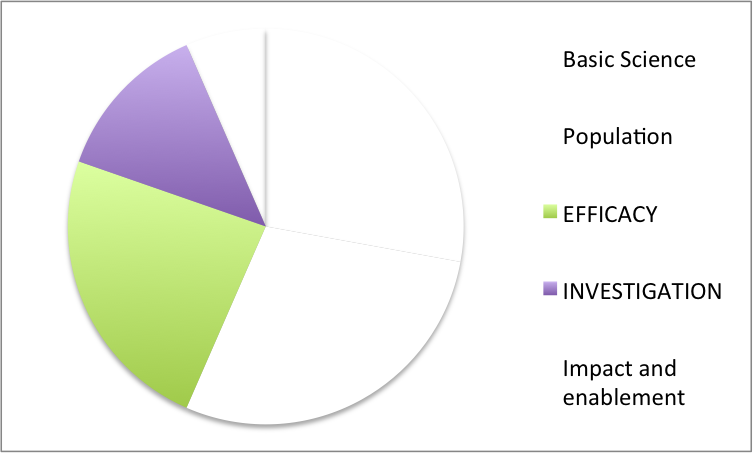 Basic Science
Population
EFFICACY
INVESTIGATION
Impact and
enablement